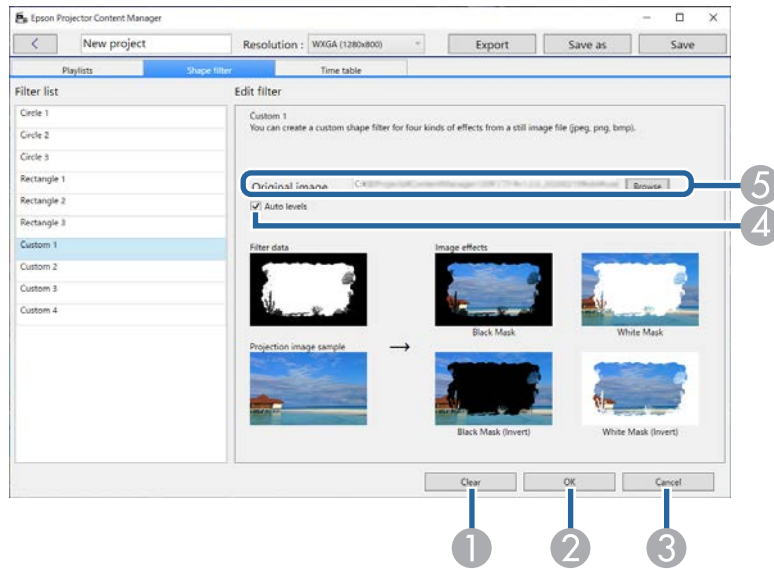 Epson Projector Content Manager
New project
Resolution : WXGA (1280x800)
Export
Save as
Save
Playlists
Shape filter
Time table
Filter list
Circle 1
Circle 2
Circle 3
Rectangle 1
Rectangle 2
Rectangle 3
Custom 1
Custom 2
Custom 3
Custom 4
Edit filter
Custom 1
You can create a custom shape filter for four kinds of effects from a still image file (jpeg, png, bmp).
Original image
Browse
5
Auto levels
4
Filter data
Image effects
Black Mask
White Mask
Projection image sample
→
Black Mask (Invert)
White Mask (Invert)
Clear
OK
Cancel
1
2
3